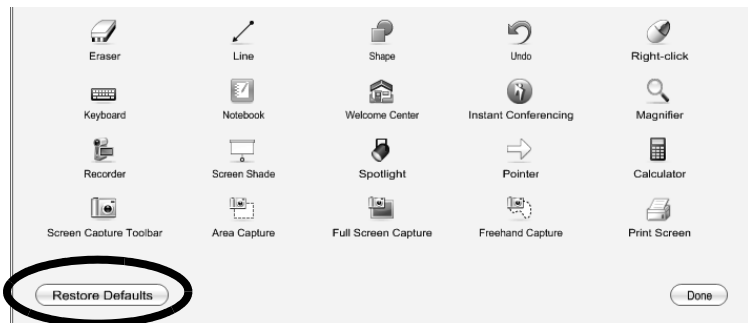 Eraser Line Shape Undo Right-click
Keyboard Notebook Welcome Center Instant Conferencing Magnifier
Recorder Screen Shade Spotlight Pointer Calculator
Screen Capture Toolbar Area Capture Full Screen Capture Freehand Capture Print Screen
Restore Defaults Done